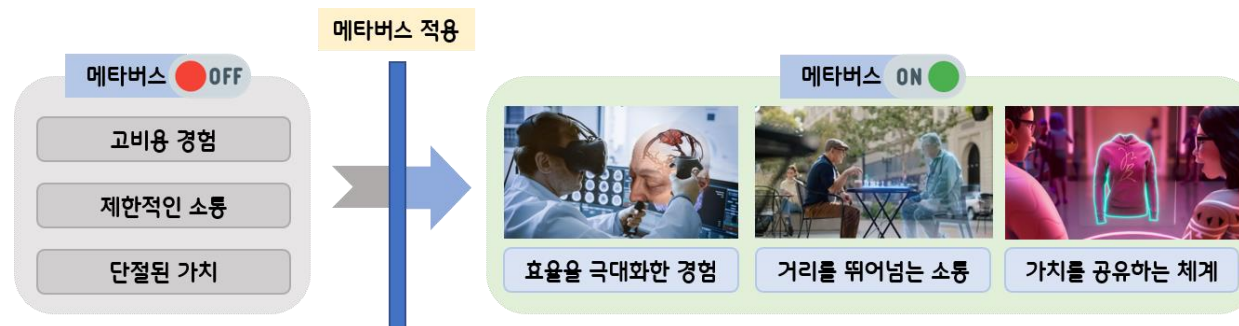 메타버스 적용
메타버스 OFF
고비용 경험
제한적인 소통
단절된 가치
메타버스 ON
효율을 극대화한 경험
거리를 뛰어넘는 소통
가치를 공유하는 체계